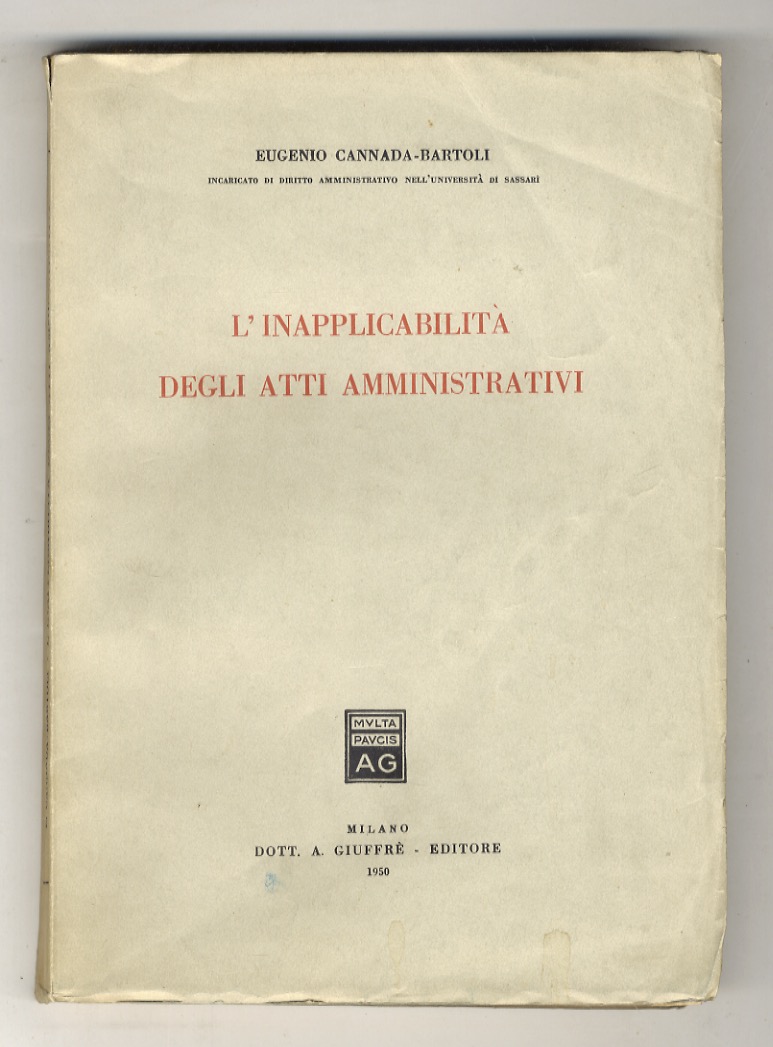 EUGENIO CANNADA-BARTOLI
INCARICATO DI DIRITTO AMMINISTRATIVO NELL'UNIVERSITÀ DI SASSARI
L'INAPPLICABILITÀ
DEGLI ATTI AMMINISTRATIVI
MVLTA
PAVCIS
AG
MILANO
DOTT. A. GIUFFRÈ - EDITORE
1950